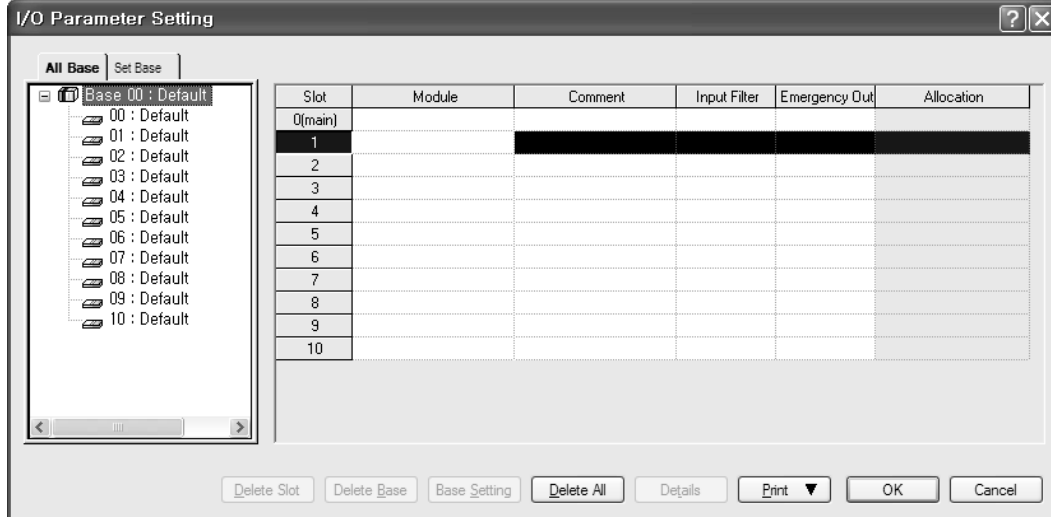 I/O Parameter Setting
All Base Set Base
Base 00 : Default
00 : Default
01 : Default
02 : Default
03 : Default
04 : Default
05 : Default
06 : Default
07 : Default
08 : Default
09 : Default
10 : Default
Slot Module Comment Input Filter Emergency Out Allocation
0(main)
1
2
3
4
5
6
7
8
9
10
Delete Slot Delete Base Base Setting Delete All Details Print ▼ OK Cancel